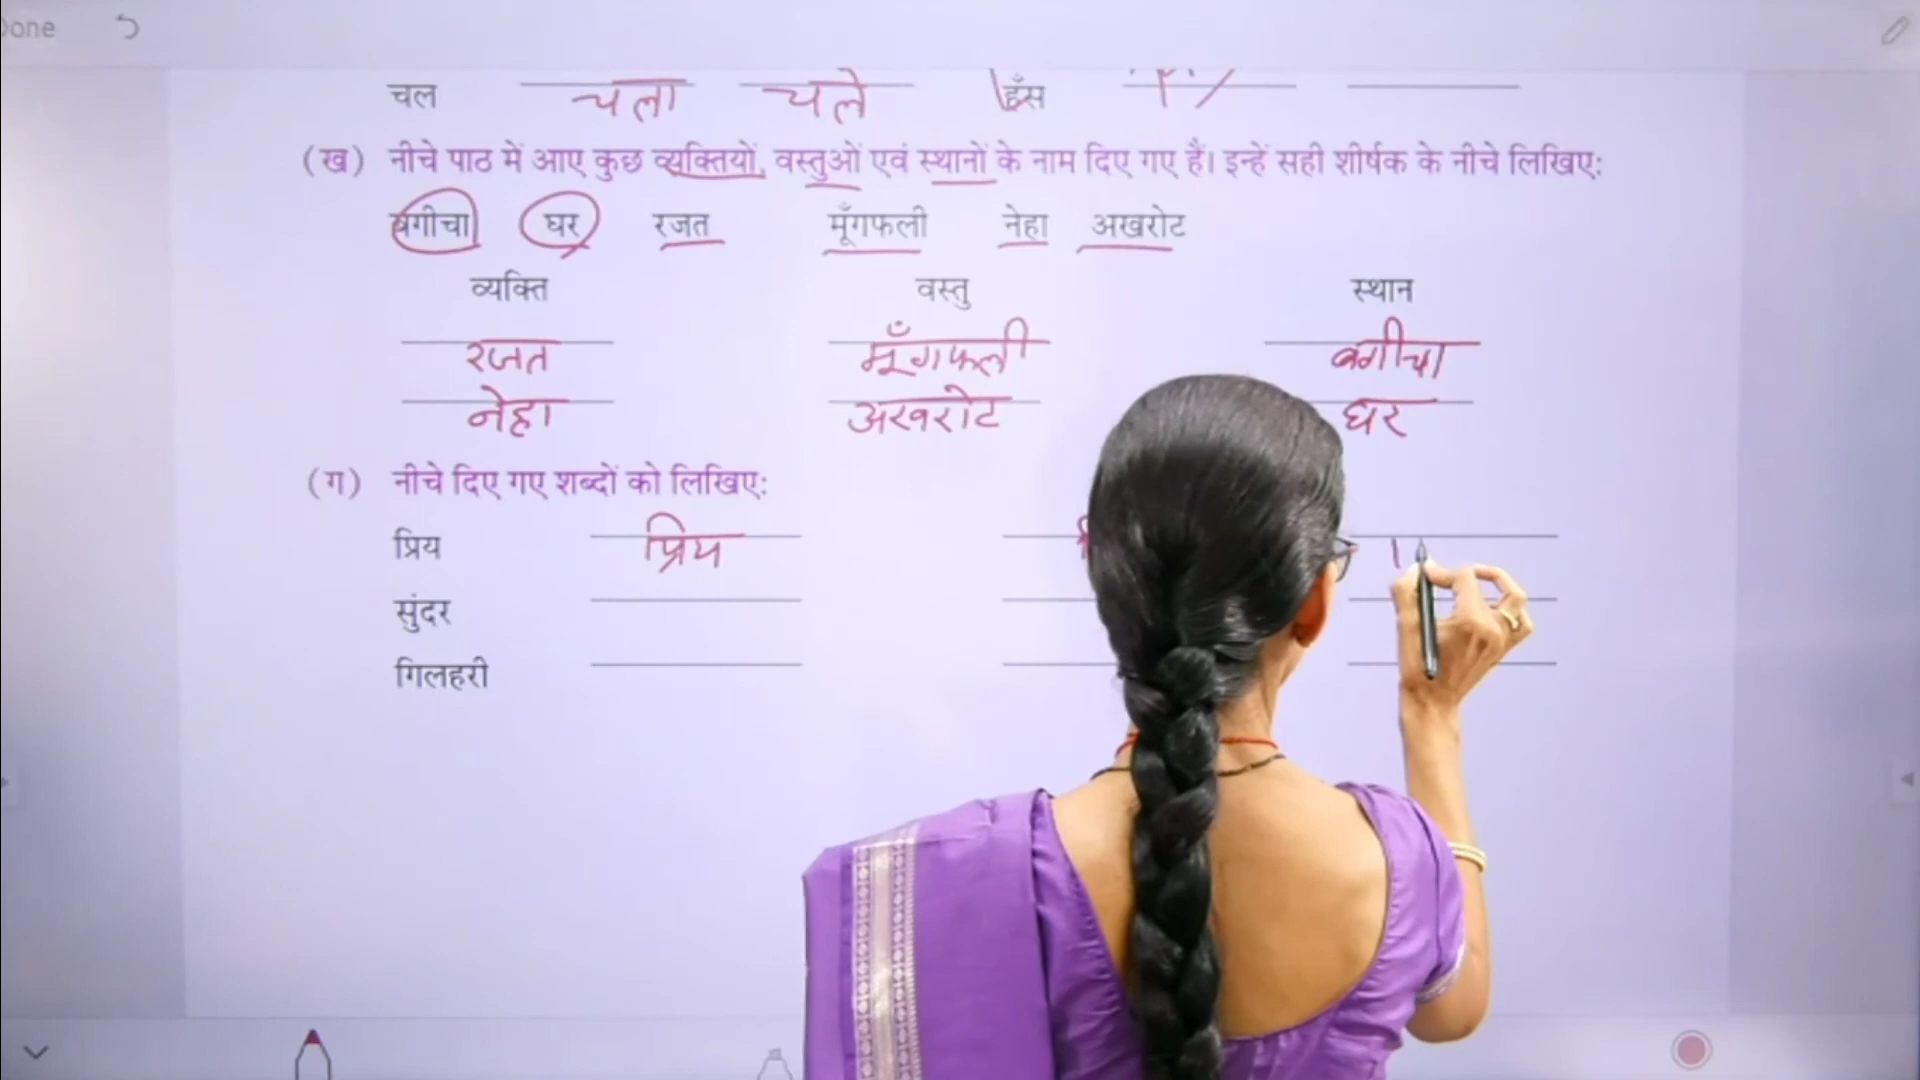 Done
चल चला चले हँस
(ख) नीचे पाठ में आए कुछ व्यक्तियों, वस्तुओं एवं स्थानों के नाम दिए गए हैं। इन्हें सही शीर्षक के नीचे लिखिए:
बगीचा घर रजत मूँगफली नेहा अखरोट
व्यक्ति वस्तु स्थान
रजत मूँगफली बगीचा
नेहा अखरोट घर
(ग) नीचे दिए गए शब्दों को लिखिए:
प्रिय प्रिय
सुंदर
गिलहरी